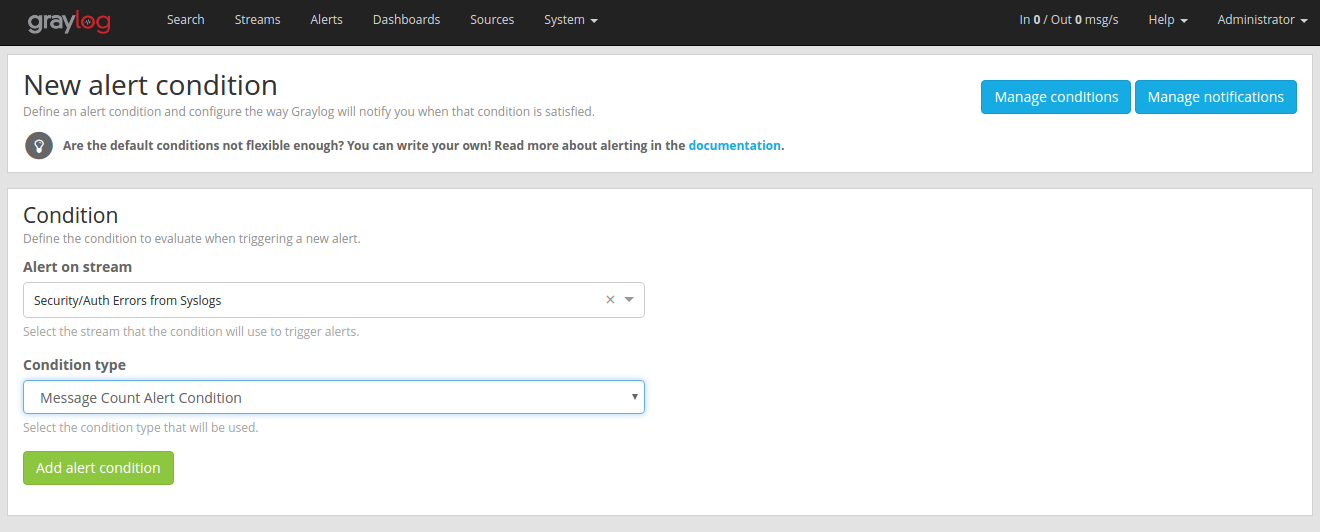 graylog Search Streams Alerts Dashboards Sources System In 0 / Out 0 msg/s Help Administrator
New alert condition
Define an alert condition and configure the way Graylog will notify you when that condition is satisfied.
Manage conditions Manage notifications
Are the default conditions not flexible enough? You can write your own! Read more about alerting in the documentation.
Condition
Define the condition to evaluate when triggering a new alert.
Alert on stream
Security/Auth Errors from Syslogs
Select the stream that the condition will use to trigger alerts.
Condition type
Message Count Alert Condition
Select the condition type that will be used.
Add alert condition